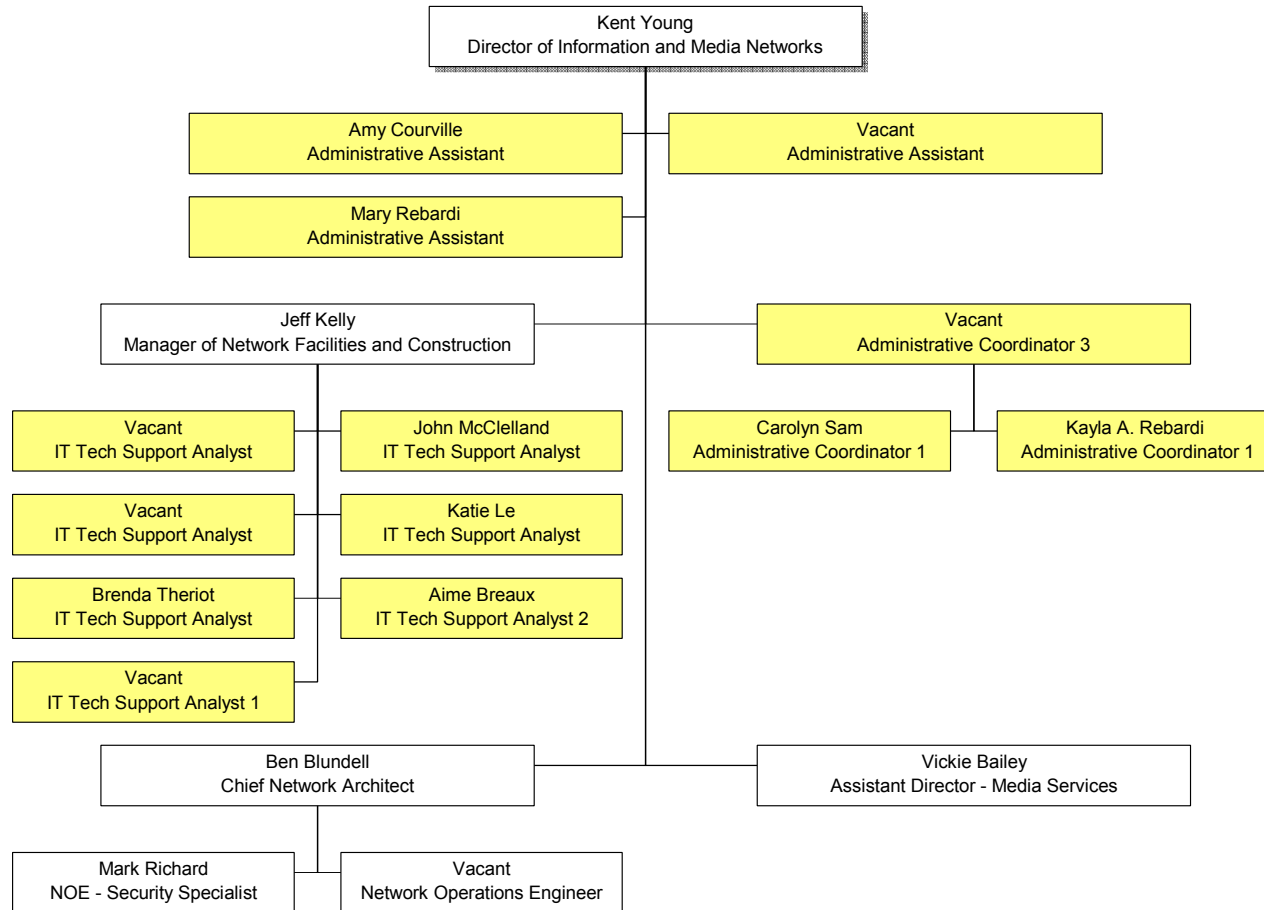 Kent Young
Director of Information and Media Networks
Amy Courville
Administrative Assistant
Vacant
Administrative Assistant
Mary Rebardi
Administrative Assistant
Jeff Kelly
Manager of Network Facilities and Construction
Vacant
Administrative Coordinator 3
Vacant
IT Tech Support Analyst
John McClelland
IT Tech Support Analyst
Carolyn Sam
Administrative Coordinator 1
Kayla A. Rebardi
Administrative Coordinator 1
Vacant
IT Tech Support Analyst
Katie Le
IT Tech Support Analyst
Brenda Theriot
IT Tech Support Analyst
Aime Breaux
IT Tech Support Analyst 2
Vacant
IT Tech Support Analyst 1
Ben Blundell
Chief Network Architect
Vickie Bailey
Assistant Director - Media Services
Mark Richard
NOE - Security Specialist
Vacant
Network Operations Engineer